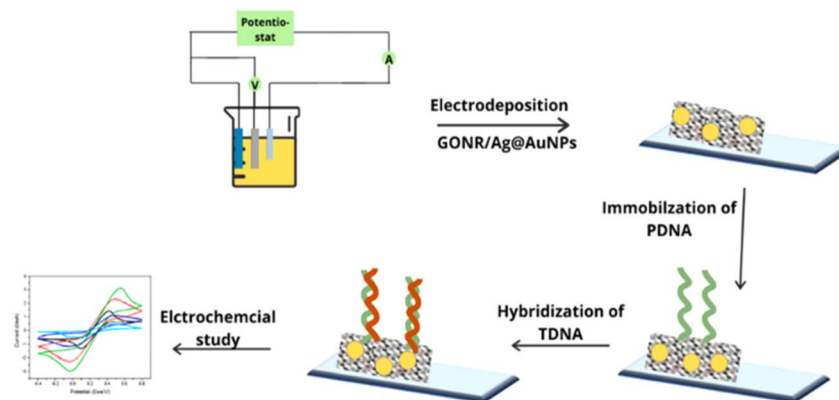 Potentio-
stat
A
V
Electrodeposition
GONR/Ag@AuNPs
Immobilzation of
PDNA
Hybridization of
TDNA
Elctrochemcial
study